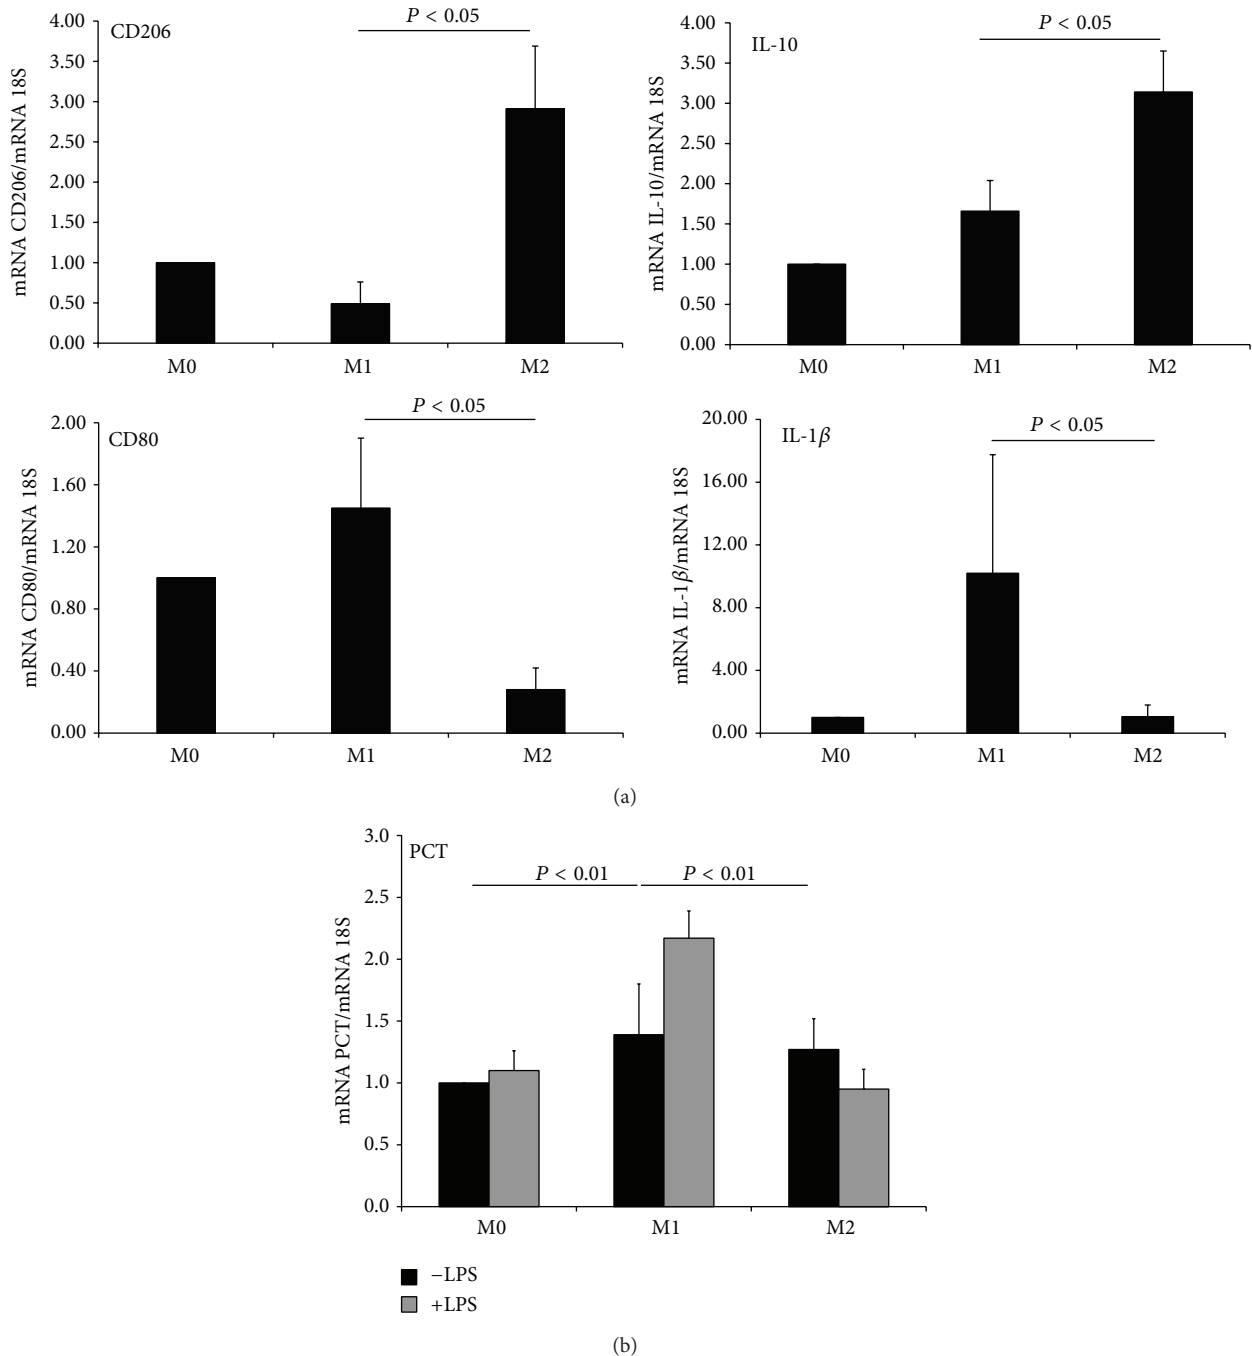 CD206
P < 0.05
mRNA CD206/mRNA 18S
4.00
3.50
3.00
2.50
2.00
1.50
1.00
0.50
0.00
M0 M1 M2
IL-10
P < 0.05
mRNA IL-10/mRNA 18S
4.00
3.50
3.00
2.50
2.00
1.50
1.00
0.50
0.00
M0 M1 M2
CD80
P < 0.05
mRNA CD80/mRNA 18S
2.00
1.60
1.20
0.80
0.40
0.00
M0 M1 M2
IL-1β
P < 0.05
mRNA IL-1β/mRNA 18S
20.00
16.00
12.00
8.00
4.00
0.00
M0 M1 M2
(a)
PCT
P < 0.01 P < 0.01
mRNA PCT/mRNA 18S
3.0
2.5
2.0
1.5
1.0
0.5
0.0
M0 M1 M2
−LPS
+LPS
(b)